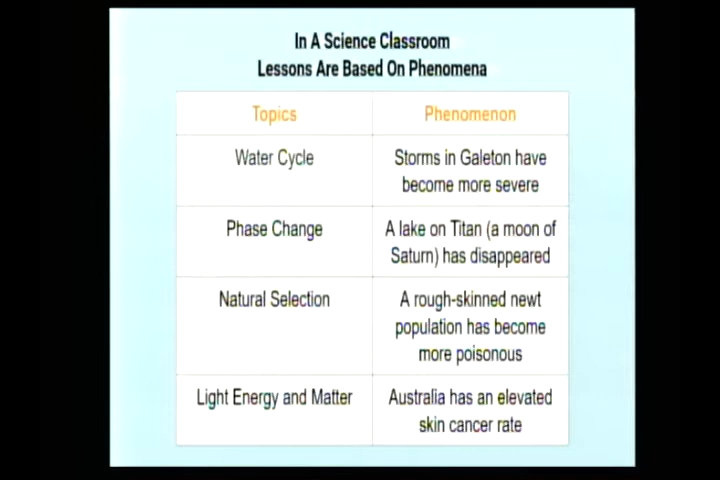 In A Science Classroom
Lessons Are Based On Phenomena
Topics
Phenomenon
Water Cycle
Storms in Galeton have
become more severe
Phase Change
A lake on Titan (a moon of
Saturn) has disappeared
Natural Selection
A rough-skinned newt
population has become
more poisonous
Light Energy and Matter
Australia has an elevated
skin cancer rate